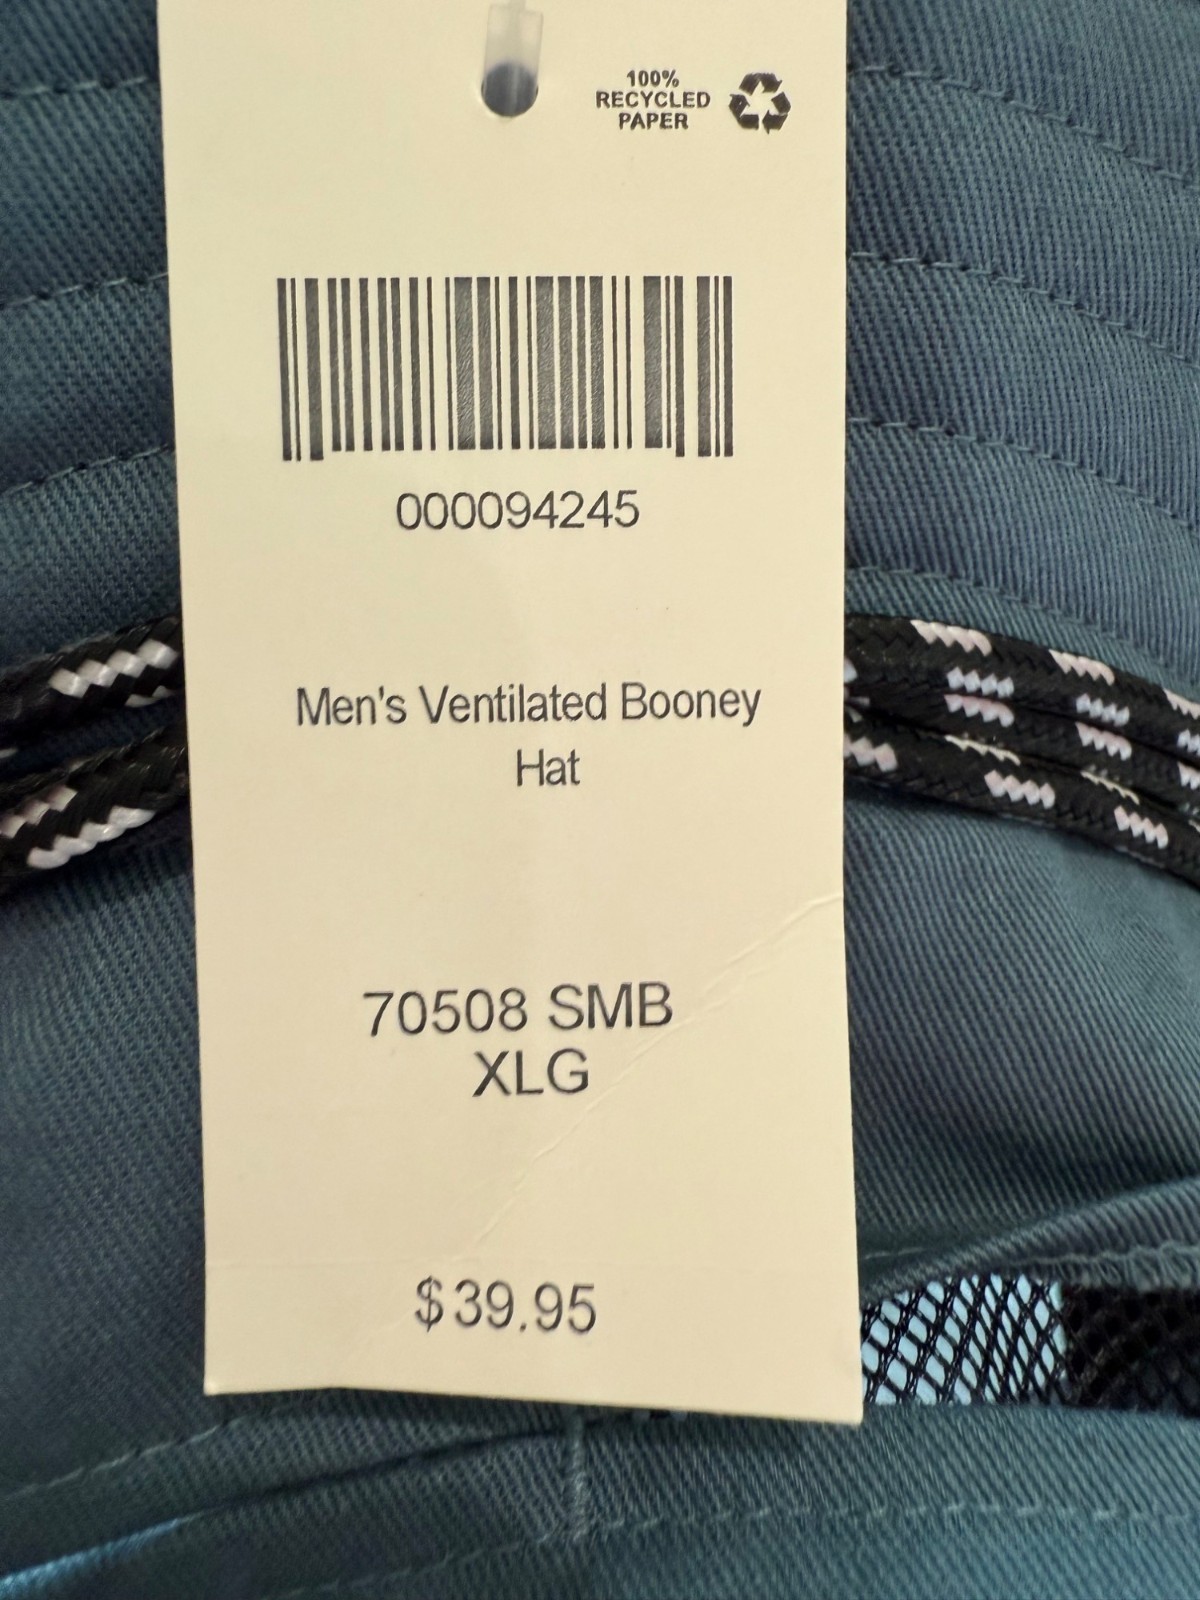 100%
RECYCLED
PAPER
000094245
Men's Ventilated Booney
Hat
70508 SMB
XLG
$39.95